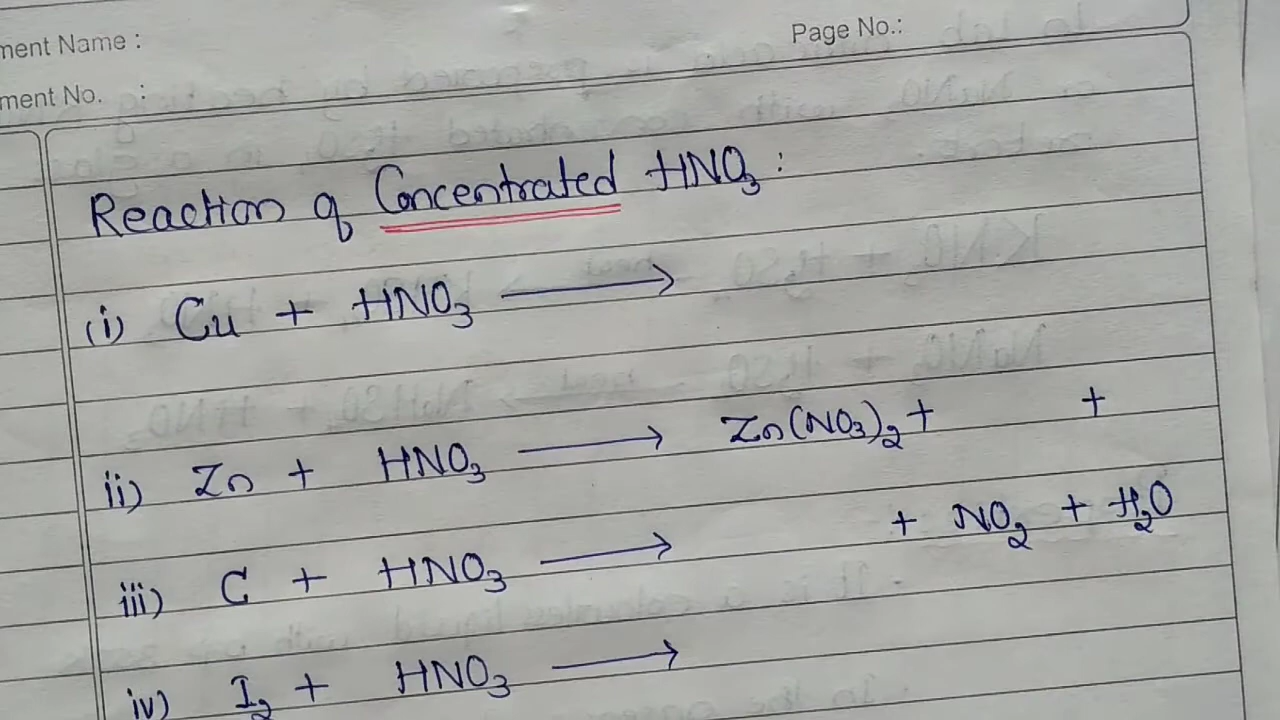 ment Name :
Page No.:
ment No. :
Reaction of Concentrated HNO₃ :
(i) Cu + HNO₃ ⟶
ii) Zn + HNO₃ ⟶ Zn(NO₃)₂ + +
iii) C + HNO₃ ⟶ + NO₂ + H₂O
iv) I₂ + HNO₃ ⟶